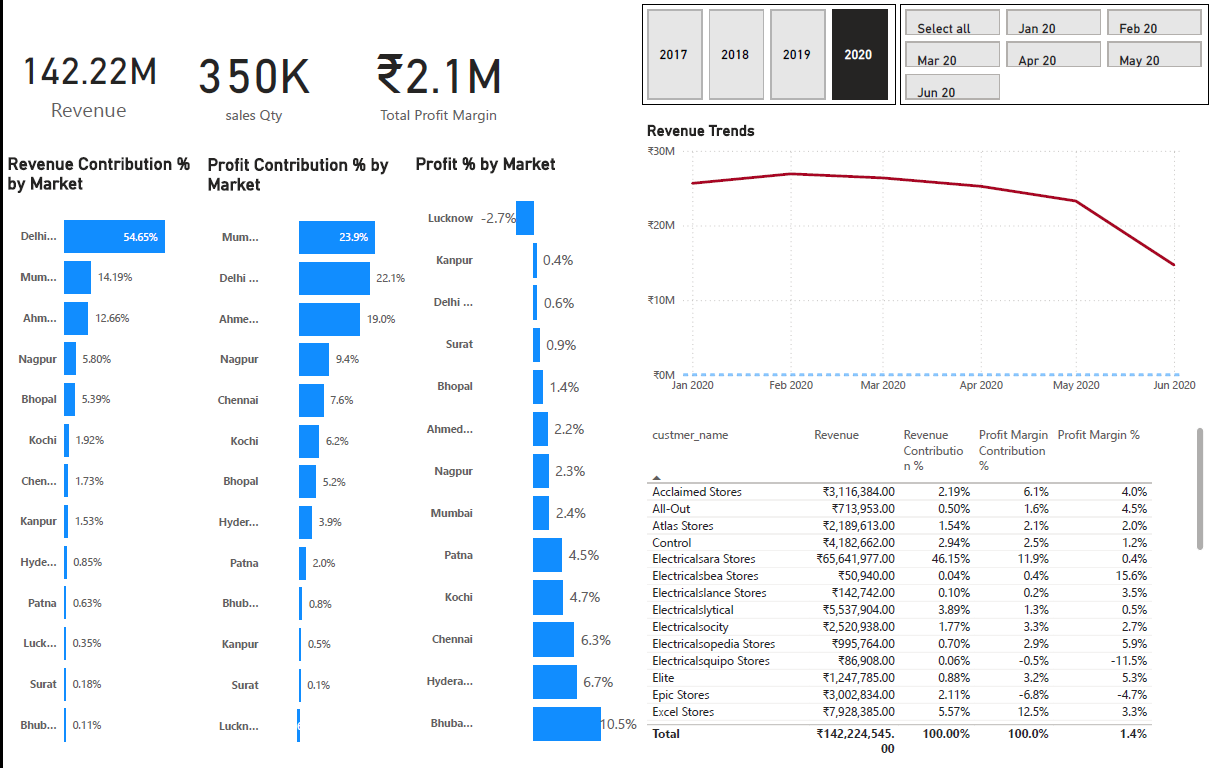 142.22M
Revenue
350K
sales Qty
₹2.1M
Total Profit Margin
2017
2018
2019
2020
Select all
Jan 20
Feb 20
Mar 20
Apr 20
May 20
Jun 20
Revenue Contribution %
by Market
Delhi... 54.65%
Mum... 14.19%
Ahm... 12.66%
Nagpur 5.80%
Bhopal 5.39%
Kochi 1.92%
Chen... 1.73%
Kanpur 1.53%
Hyde... 0.85%
Patna 0.63%
Luck... 0.35%
Surat 0.18%
Bhub... 0.11%
Profit Contribution % by
Market
Mum... 23.9%
Delhi ... 22.1%
Ahme... 19.0%
Nagpur 9.4%
Chennai 7.6%
Kochi 6.2%
Bhopal 5.2%
Hyder... 3.9%
Patna 2.0%
Bhub... 0.8%
Kanpur 0.5%
Surat 0.1%
Luckn...
Profit % by Market
Lucknow -2.7%
Kanpur 0.4%
Delhi ... 0.6%
Surat 0.9%
Bhopal 1.4%
Ahmed... 2.2%
Nagpur 2.3%
Mumbai 2.4%
Patna 4.5%
Kochi 4.7%
Chennai 6.3%
Hydera... 6.7%
Bhuba... 10.5%
Revenue Trends
₹30M
₹20M
₹10M
₹0M
Jan 2020 Feb 2020 Mar 2020 Apr 2020 May 2020 Jun 2020
custmer_name Revenue Revenue Profit Margin Profit Margin %
Contributio Contribution
n % %
Acclaimed Stores ₹3,116,384.00 2.19% 6.1% 4.0%
All-Out ₹713,953.00 0.50% 1.6% 4.5%
Atlas Stores ₹2,189,613.00 1.54% 2.1% 2.0%
Control ₹4,182,662.00 2.94% 2.5% 1.2%
Electricalsara Stores ₹65,641,977.00 46.15% 11.9% 0.4%
Electricalsbea Stores ₹50,940.00 0.04% 0.4% 15.6%
Electricalslance Stores ₹142,742.00 0.10% 0.2% 3.5%
Electricalslytical ₹5,537,904.00 3.89% 1.3% 0.5%
Electricalsocity ₹2,520,938.00 1.77% 3.3% 2.7%
Electricalsopedia Stores ₹995,764.00 0.70% 2.9% 5.9%
Electricalsquipo Stores ₹86,908.00 0.06% -0.5% -11.5%
Elite ₹1,247,785.00 0.88% 3.2% 5.3%
Epic Stores ₹3,002,834.00 2.11% -6.8% -4.7%
Excel Stores ₹7,928,385.00 5.57% 12.5% 3.3%
Total ₹142,224,545. 100.00% 100.0% 1.4%
00